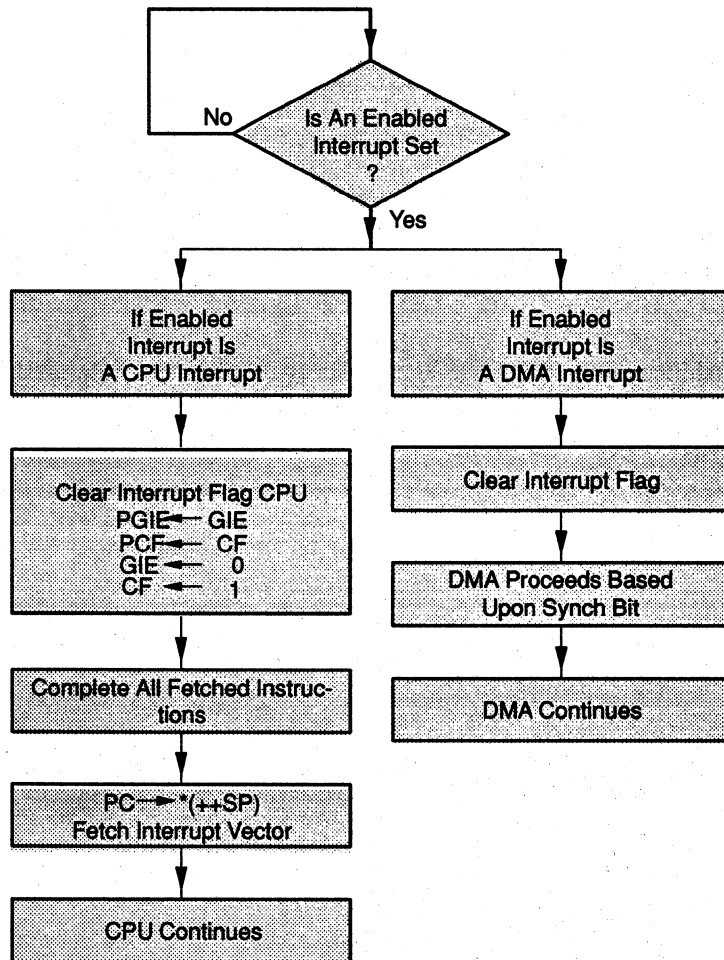 Is An Enabled
Interrupt Set
?
No
Yes
If Enabled
Interrupt Is
A CPU Interrupt
If Enabled
Interrupt Is
A DMA Interrupt
Clear Interrupt Flag CPU
PGIE ← GIE
PCF ← CF
GIE ← 0
CF ← 1
Clear Interrupt Flag
DMA Proceeds Based
Upon Synch Bit
Complete All Fetched Instruc-
tions
DMA Continues
PC → *(++SP)
Fetch Interrupt Vector
CPU Continues